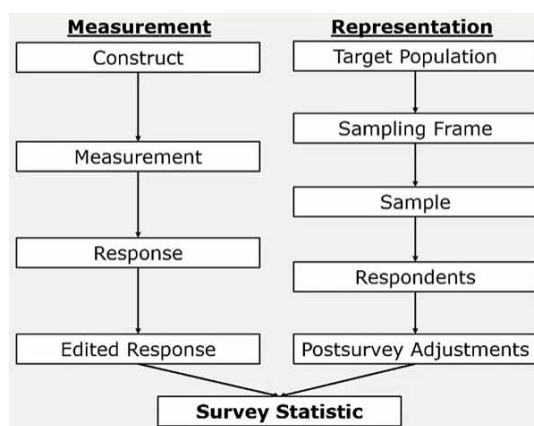 Measurement
Construct
Measurement
Response
Edited Response
Representation
Target Population
Sampling Frame
Sample
Respondents
Postsurvey Adjustments
Survey Statistic